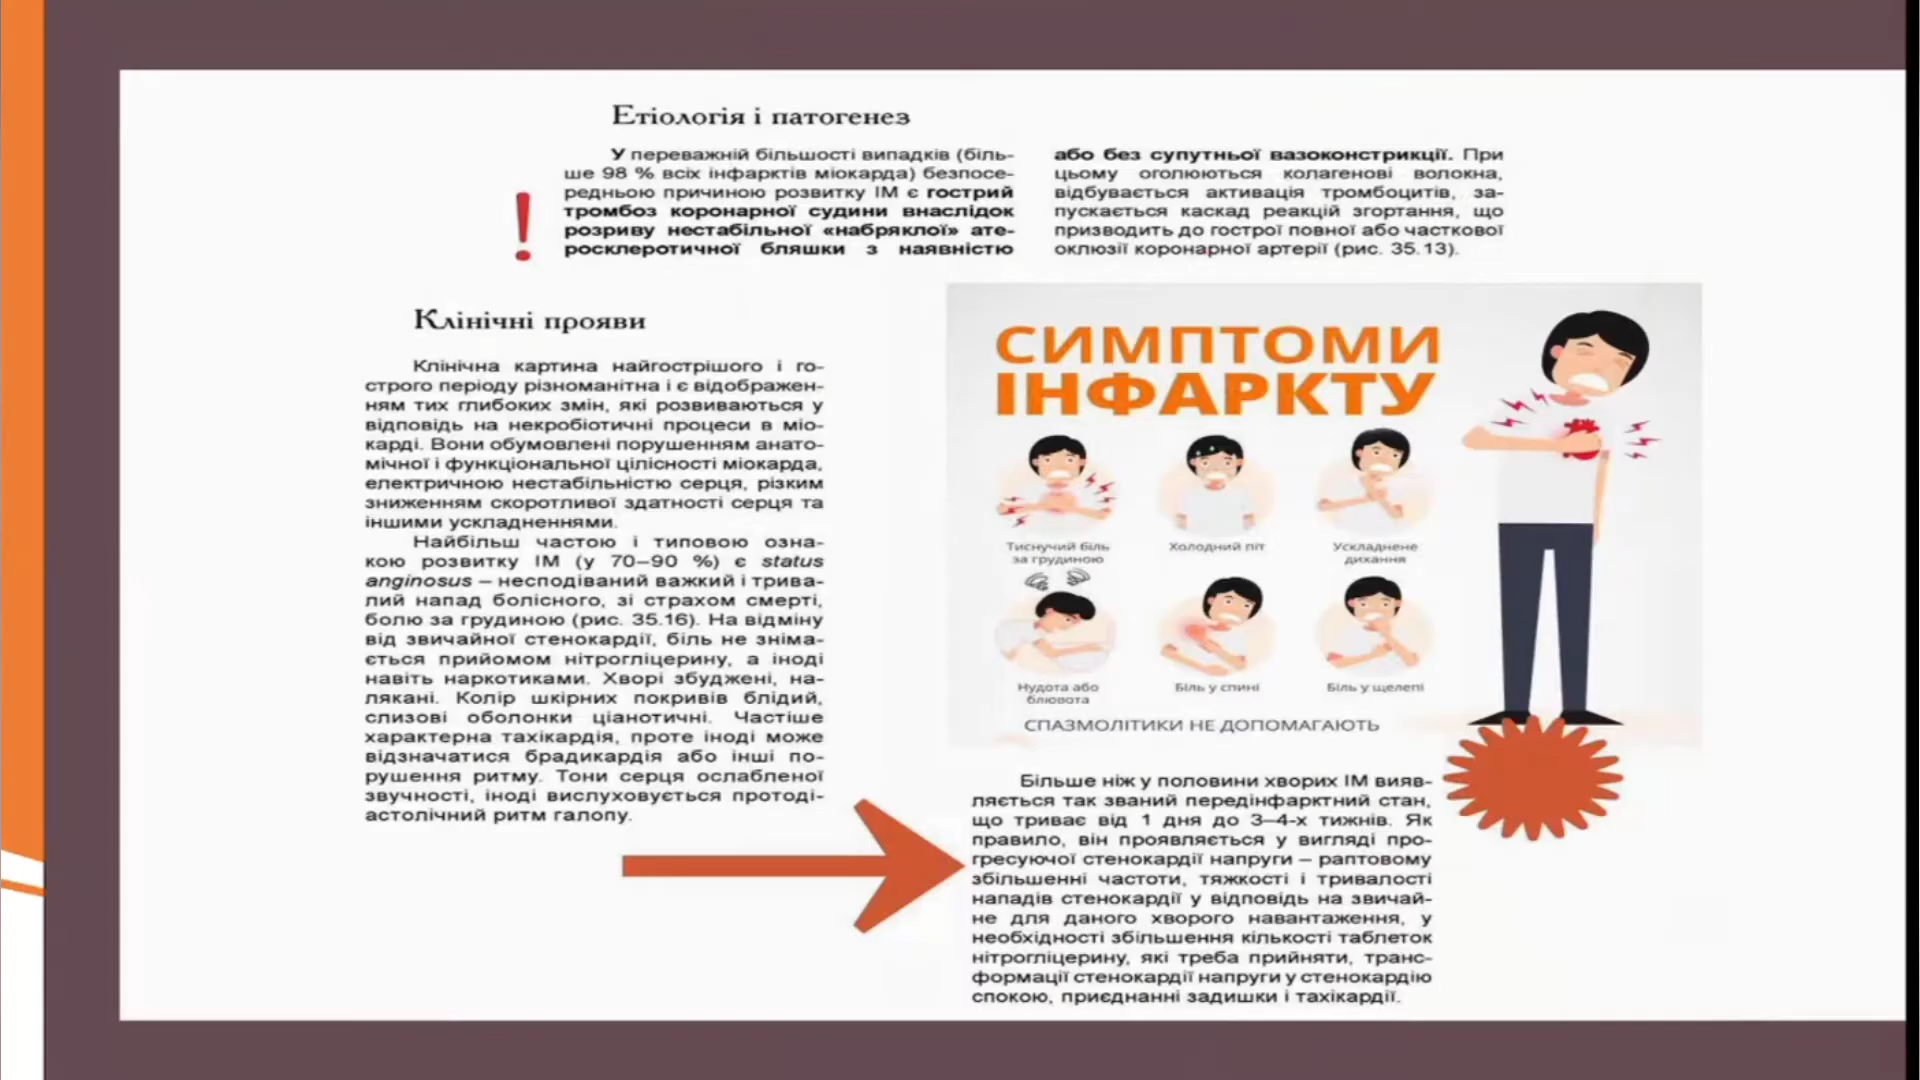 Етіологія і патогенез
У переважній більшості випадків (біль-
ше 98 % всіх інфарктів міокарда) безпосе-
редньою причиною розвитку ІМ є гострий
тромбоз коронарної судини внаслідок
розриву нестабільної «набряклої» ате-
росклеротичної бляшки з наявністю
або без супутньої вазоконстрикції. При
цьому оголюються колагенові волокна,
відбувається активація тромбоцитів, за-
пускається каскад реакцій згортання, що
призводить до гострої повної або часткової
оклюзії коронарної артерії (рис. 35.13).
Клінічні прояви
Клінічна картина найгострішого і го-
строго періоду різноманітна і є відображен-
ням тих глибоких змін, які розвиваються у
відповідь на некробіотичні процеси в міо-
карді. Вони обумовлені порушенням анато-
мічної і функціональної цілісності міокарда,
електричною нестабільністю серця, різким
зниженням скоротливої здатності серця та
іншими ускладненнями.
Найбільш частою і типовою озна-
кою розвитку ІМ (у 70–90 %) є status
anginosus – несподіваний важкий і трива-
лий напад болісного, зі страхом смерті,
болю за грудиною (рис. 35.16). На відміну
від звичайної стенокардії, біль не зніма-
ється прийомом нітрогліцерину, а іноді
навіть наркотиками. Хворі збуджені, на-
лякані. Колір шкірних покривів блідий,
слизові оболонки ціанотичні. Частіше
характерна тахікардія, проте іноді може
відзначатися брадикардія або інші по-
рушення ритму. Тони серця ослабленої
звучності, іноді вислуховується протоді-
астолічний ритм галопу.
СИМПТОМИ
ІНФАРКТУ
Тиснучий біль
за грудиною
Холодний піт
Ускладнене
дихання
Нудота або
блювота
Біль у спині
Біль у щелепі
СПАЗМОЛІТИКИ НЕ ДОПОМАГАЮТЬ
Більше ніж у половини хворих ІМ вияв-
ляється так званий передінфарктний стан,
що триває від 1 дня до 3–4-х тижнів. Як
правило, він проявляється у вигляді про-
гресуючої стенокардії напруги – раптовому
збільшенні частоти, тяжкості і тривалості
нападів стенокардії у відповідь на звичай-
не для даного хворого навантаження, у
необхідності збільшення кількості таблеток
нітрогліцерину, які треба прийняти, транс-
формації стенокардії напруги у стенокардію
спокою, приєднанні задишки і тахікардії.